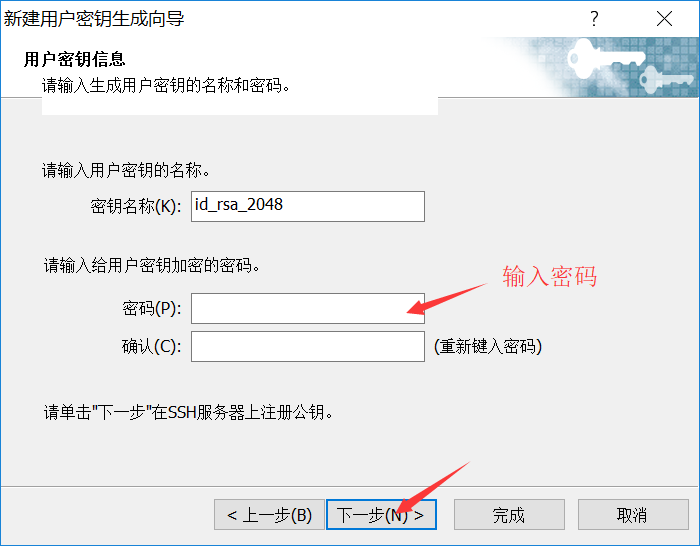 新建用户密钥生成向导
?
用户密钥信息
请输入生成用户密钥的名称和密码。
请输入用户密钥的名称。
密钥名称(K): id_rsa_2048
请输入给用户密钥加密的密码。
输入密码
密码(P):
确认(C): (重新键入密码)
请单击"下一步"在SSH服务器上注册公钥。
< 上一步(B) 下一步(N) > 完成 取消